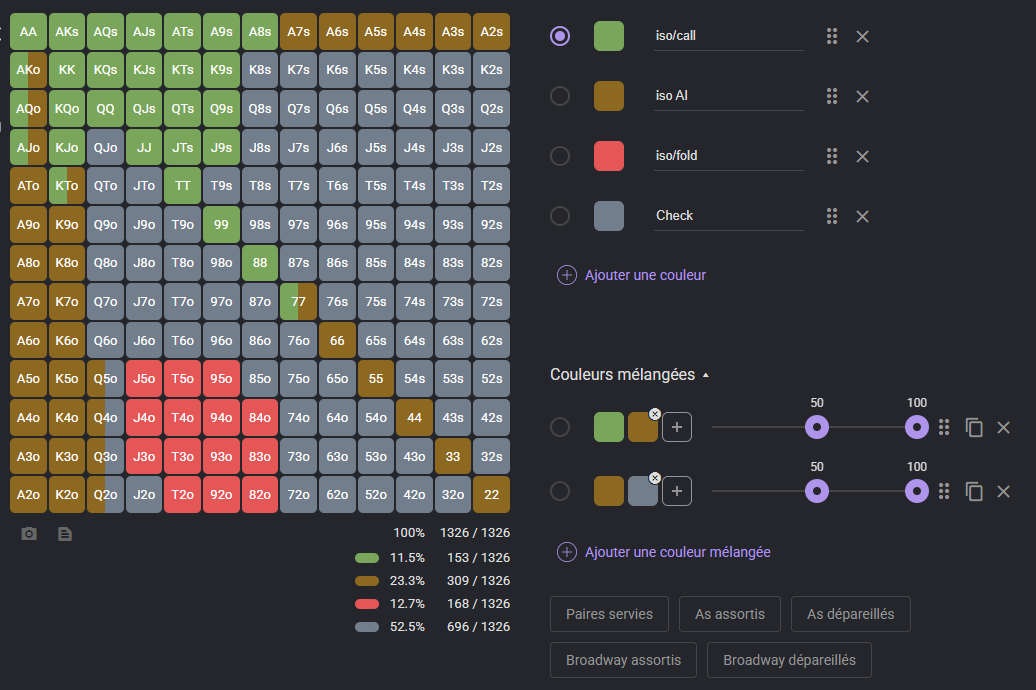 AA AKs AQs AJs ATs A9s A8s A7s A6s A5s A4s A3s A2s
AKo KK KQs KJs KTs K9s K8s K7s K6s K5s K4s K3s K2s
AQo KQo QQ QJs QTs Q9s Q8s Q7s Q6s Q5s Q4s Q3s Q2s
AJo KJo QJo JJ JTs J9s J8s J7s J6s J5s J4s J3s J2s
ATo KTo QTo JTo TT T9s T8s T7s T6s T5s T4s T3s T2s
A9o K9o Q9o J9o T9o 99 98s 97s 96s 95s 94s 93s 92s
A8o K8o Q8o J8o T8o 98o 88 87s 86s 85s 84s 83s 82s
A7o K7o Q7o J7o T7o 97o 87o 77 76s 75s 74s 73s 72s
A6o K6o Q6o J6o T6o 96o 86o 76o 66 65s 64s 63s 62s
A5o K5o Q5o J5o T5o 95o 85o 75o 65o 55 54s 53s 52s
A4o K4o Q4o J4o T4o 94o 84o 74o 64o 54o 44 43s 42s
A3o K3o Q3o J3o T3o 93o 83o 73o 63o 53o 43o 33 32s
A2o K2o Q2o J2o T2o 92o 82o 72o 62o 52o 42o 32o 22
100% 1326 / 1326
11.5% 153 / 1326
23.3% 309 / 1326
12.7% 168 / 1326
52.5% 696 / 1326
iso/call
iso AI
iso/fold
Check
Ajouter une couleur
Couleurs mélangées
50 100
50 100
Ajouter une couleur mélangée
Paires servies As assortis As dépareillés
Broadway assortis Broadway dépareillés